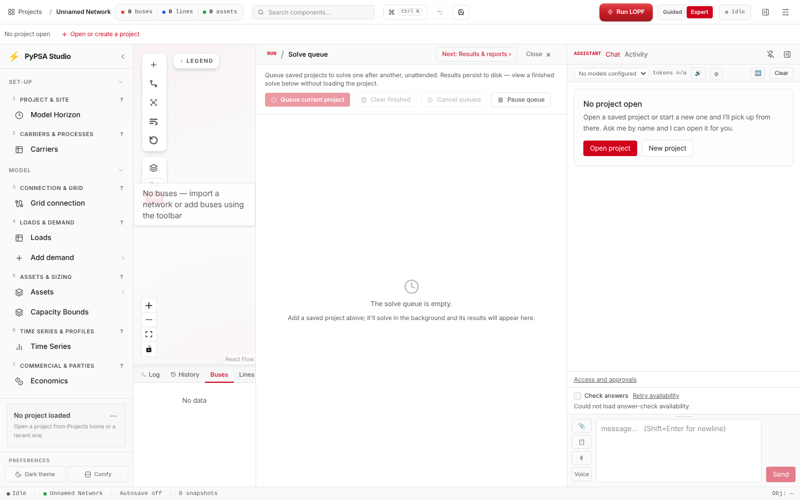 Projects / Unnamed Network
0 buses 0 lines 0 assets
Search components...
⌘ Ctrl K
Run LOPF
Guided Expert
Idle
No project open + Open or create a project
PyPSA Studio
SET-UP
1 PROJECT & SITE ?
Model Horizon
2 CARRIERS & PROCESSES ?
Carriers
MODEL
3 CONNECTION & GRID ?
Grid connection
4 LOADS & DEMAND ?
Loads
Add demand
5 ASSETS & SIZING ?
Assets
Capacity Bounds
6 TIME SERIES & PROFILES ?
Time Series
7 COMMERCIAL & PARTIES ?
Economics
No project loaded ...
Open a project from Projects home or a
recent one.
PREFERENCES
Dark theme Comfy
LEGEND
No buses — import a
network or add buses using
the toolbar
React Flow
Log History Buses Lines
No data
RUN / Solve queue
Next: Results & reports ›
Close ×
Queue saved projects to solve one after another, unattended. Results persist to disk — view a finished
solve below without loading the project.
Queue current project Clear finished Cancel queued Pause queue
The solve queue is empty.
Add a saved project above; it'll solve in the background and its results will appear here.
ASSISTANT Chat Activity
No models configured tokens n/a Clear
No project open
Open a saved project or start a new one and I'll pick up from
there. Ask me by name and I can open it for you.
Open project New project
Access and approvals
Check answers Retry availability
Could not load answer-check availability.
message... (Shift+Enter for newline)
Voice
Send
Idle Unnamed Network Autosave off 0 snapshots
Obj: —